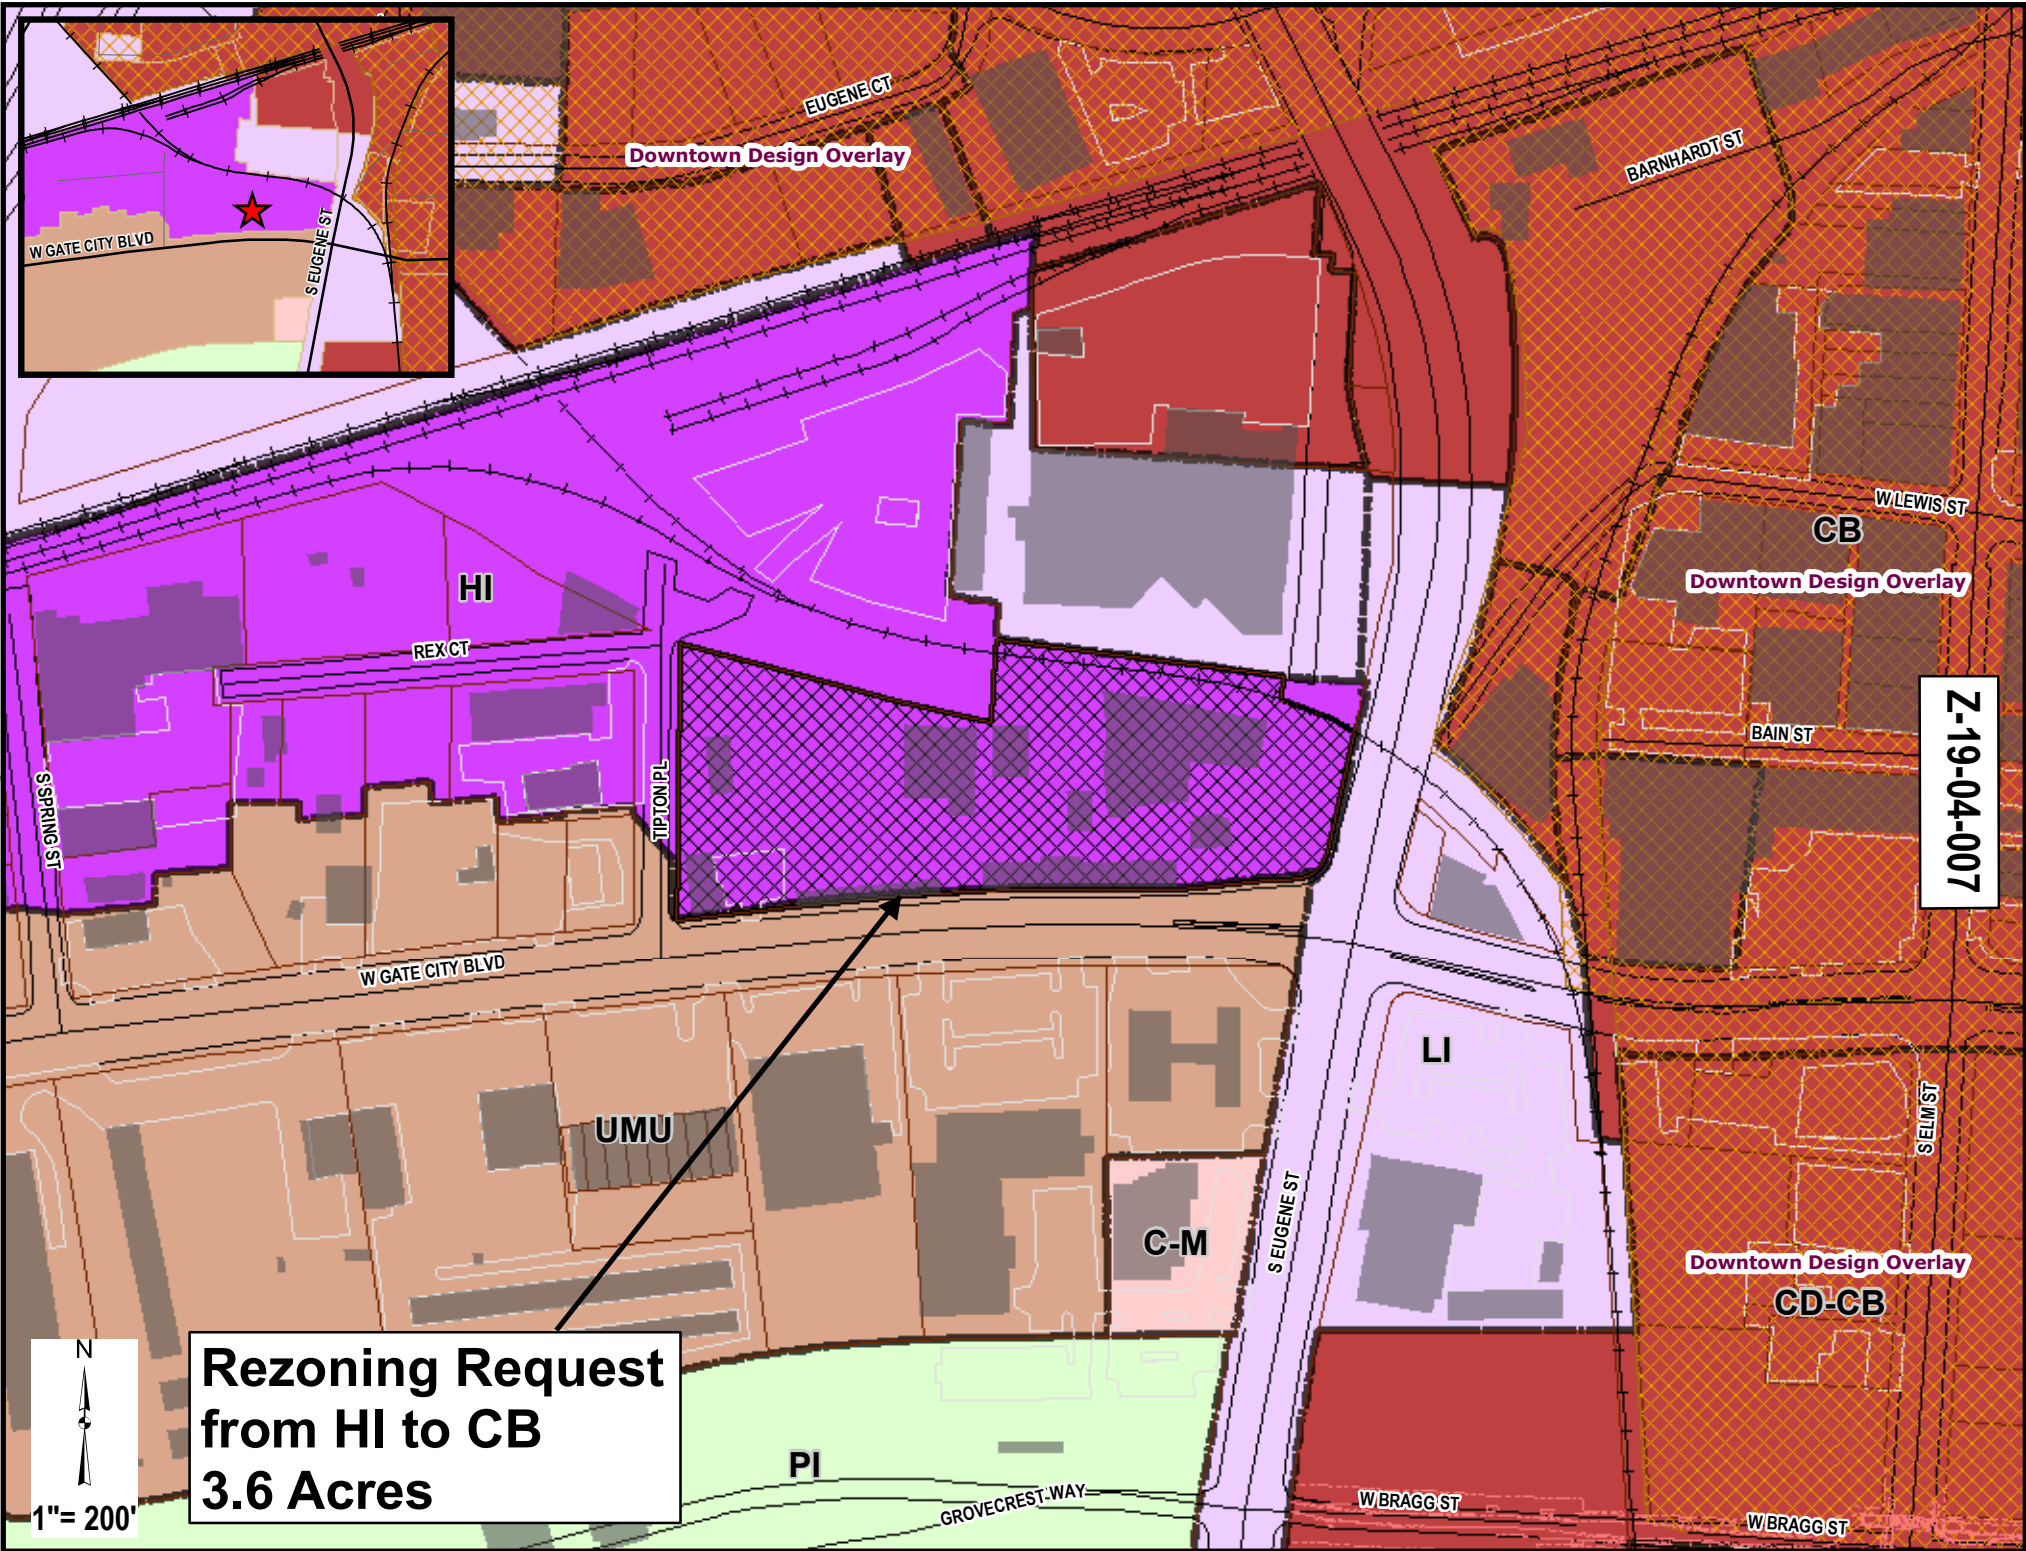 W GATE CITY BLVD
S EUGENE ST
EUGENE CT
Downtown Design Overlay
BARNHARDT ST
W LEWIS ST
CB
Downtown Design Overlay
HI
REX CT
Z-19-04-007
BAIN ST
TIPTON PL
S SPRING ST
W GATE CITY BLVD
LI
UMU
S ELM ST
C-M
S EUGENE ST
Downtown Design Overlay
CD-CB
N
1"= 200'
Rezoning Request
from HI to CB
3.6 Acres
PI
GROVECREST WAY
W BRAGG ST
W BRAGG ST